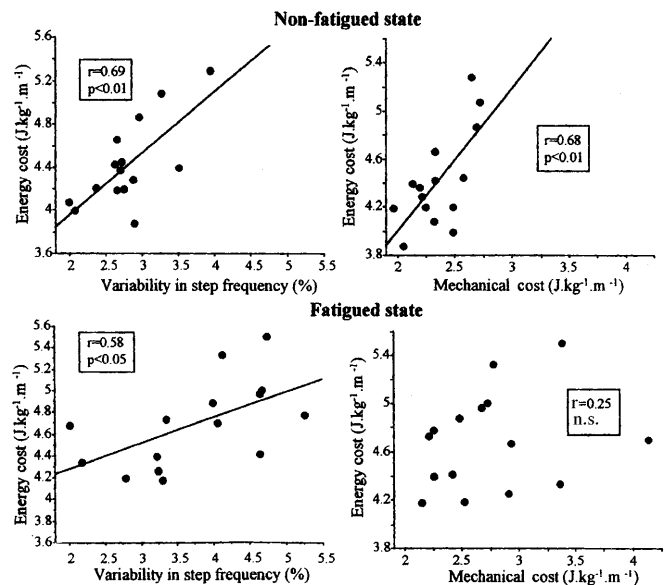 Non-fatigued state
Energy cost (J.kg-1.m-1)
5.6
5.2
4.8
4.4
4
3.6
r=0.69
p<0.01
2 2.5 3 3.5 4 4.5 5 5.5
Variability in step frequency (%)
Energy cost (J.kg-1.m-1)
5.4
5
4.6
4.2
3.8
r=0.68
p<0.01
2 2.5 3 3.5 4
Mechanical cost (J.kg-1.m-1)
Fatigued state
Energy cost (J.kg-1.m-1)
5.6
5.4
5.2
5
4.8
4.6
4.4
4.2
4
3.8
3.6
r=0.58
p<0.05
2 2.5 3 3.5 4 4.5 5 5.5
Variability in step frequency (%)
Energy cost (J.kg-1.m-1)
5.4
5
4.6
4.2
3.8
r=0.25
n.s.
2 2.5 3 3.5 4
Mechanical cost (J.kg-1.m-1)